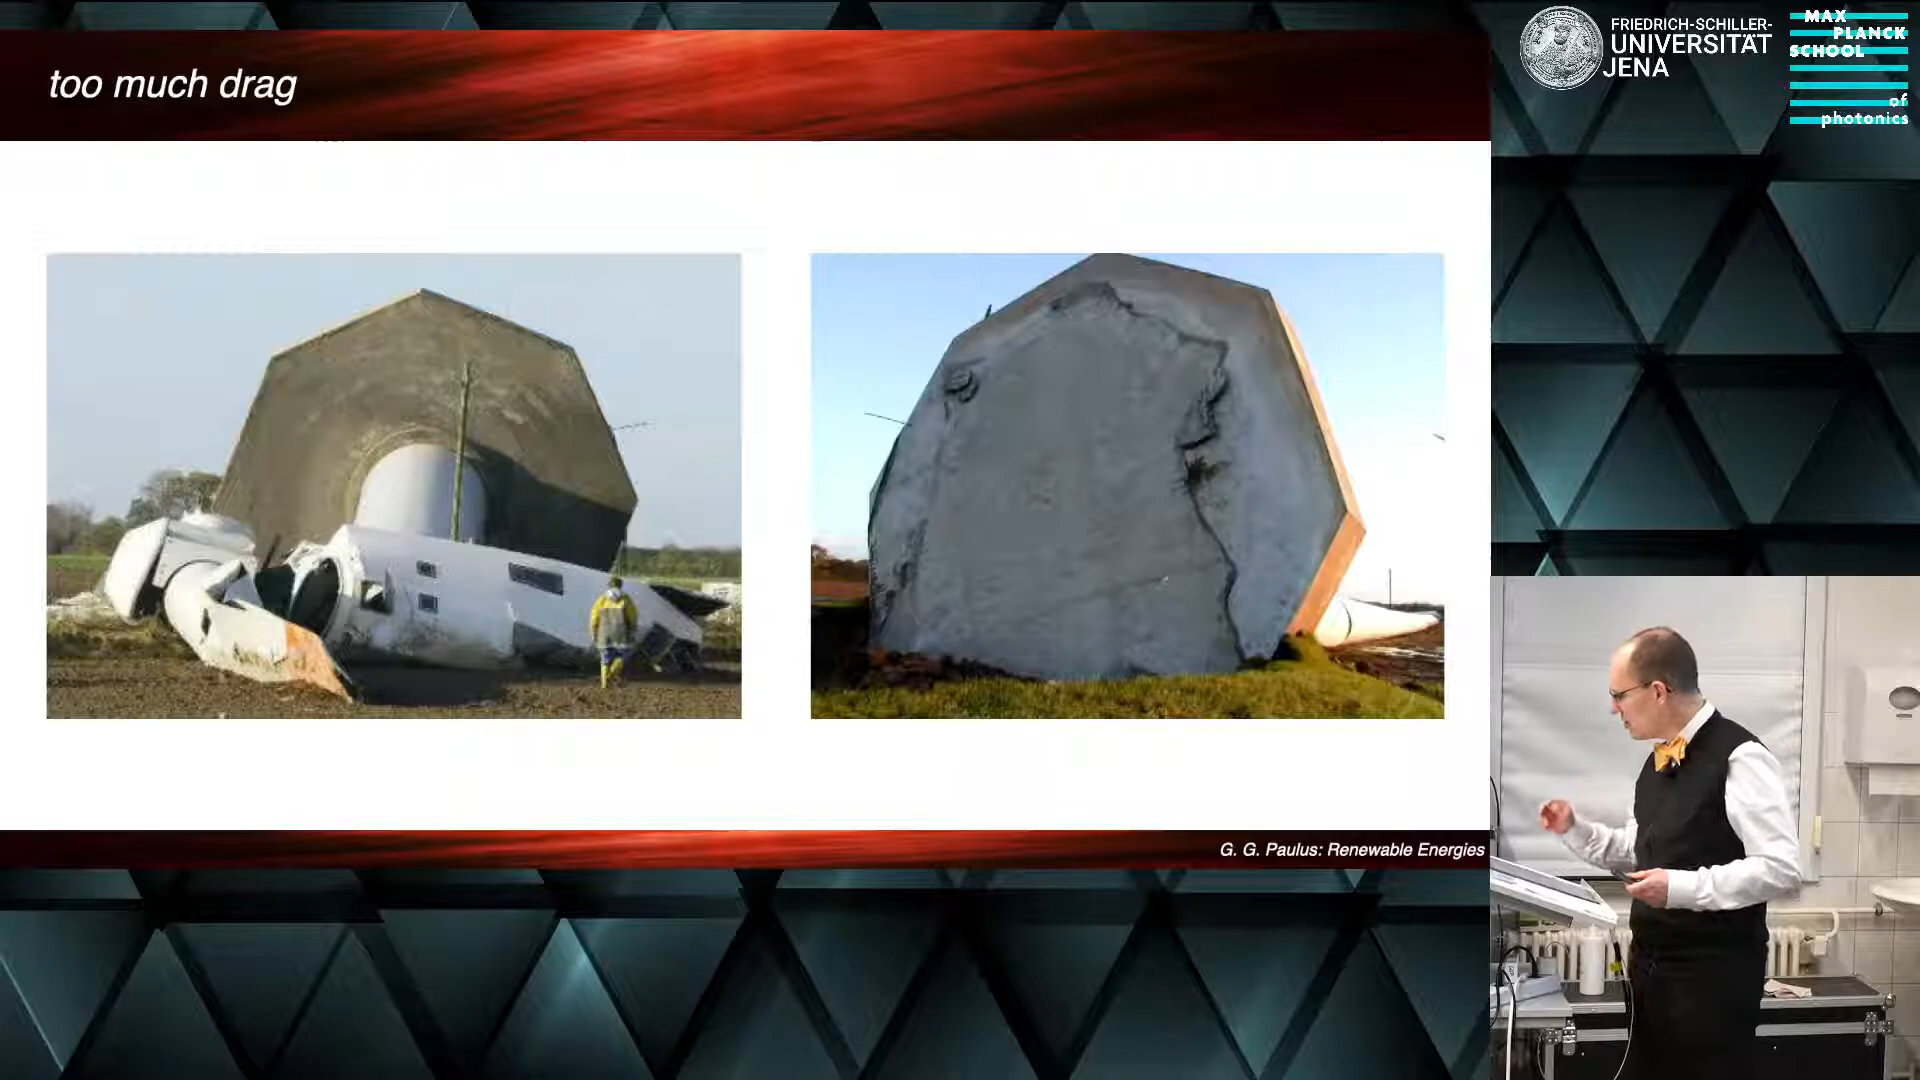 too much drag
FRIEDRICH-SCHILLER-
UNIVERSITÄT
JENA
MAX
PLANCK
SCHOOL
of
photonics
G. G. Paulus: Renewable Energies